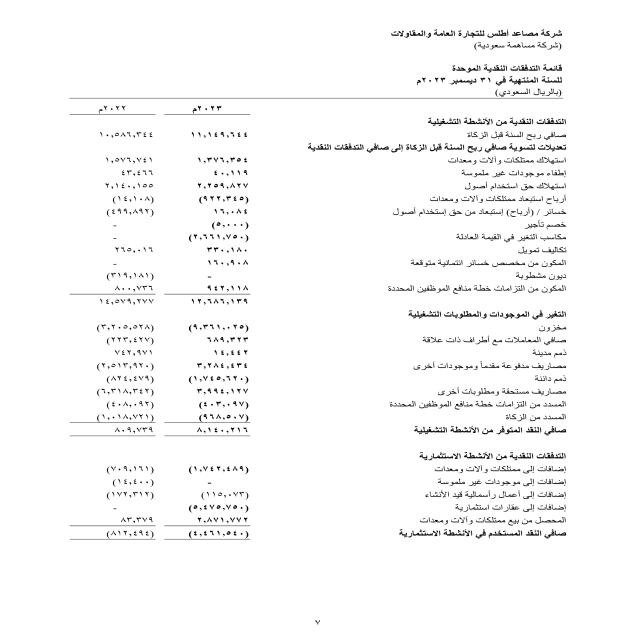 شركة مصاعد أطلس للتجارة العامة والمقاولات
(شركة مساهمة سعودية)
قائمة التدفقات النقدية الموحدة
للسنة المنتهية في ٣١ ديسمبر ٢٠٢٣م
(بالريال السعودي)
٢٠٢٣م ٢٠٢٢م
التدفقات النقدية من الأنشطة التشغيلية
صافي ربح السنة قبل الزكاة ١١,١٤٩,٦٤٤ ١٠,٥٨٦,٣٤٤
تعديلات لتسوية صافي ربح السنة قبل الزكاة إلى صافي التدفقات النقدية
استهلاك ممتلكات وآلات ومعدات ١,٣٧٦,٣٥٤ ١,٥٧٦,٧٤١
إطفاء موجودات غير ملموسة ٤٠,١١٩ ٤٣,٤٦٦
استهلاك حق استخدام أصول ٢,٢٥٩,٨٢٧ ٢,١٤٠,١٥٥
أرباح استبعاد ممتلكات وآلات ومعدات (٩٢٢,٣٤٥) (١٤,١٠٨)
خسائر / (أرباح) إستبعاد من حق إستخدام أصول ١٦,٠٨٤ (٤٩٩,٨٩٢)
خصم تأجير (٥,٠٠٠) -
مكاسب التغير في القيمة العادلة (٢,٦٦١,٧٥٠) -
تكاليف تمويل ٣٣٠,١٨٠ ٢٦٥,٠١٦
المكون من مخصص خسائر ائتمانية متوقعة ١٦٠,٩٠٨ -
ديون مشطوبة - (٣١٩,١٨١)
المكون من التزامات خطة منافع الموظفين المحددة ٩٤٢,١١٨ ٨٠٠,٧٣٦
١٢,٦٨٦,١٣٩ ١٤,٥٧٩,٢٧٧
التغير في الموجودات والمطلوبات التشغيلية
مخزون (٩,٣٦١,٠٢٥) (٣,٢٠٥,٥٢٨)
صافي المعاملات مع أطراف ذات علاقة ٦٨٩,٣٢٣ (٢٢٣,٤٢٧)
ذمم مدينة ١٤,٤٤٢ ٧٤٢,٩٧١
مصاريف مدفوعة مقدماً وموجودات أخرى ٣,٢٨٤,٤٣٤ (٢,٥١٣,٩٢٠)
ذمم دائنة (١,٧٤٥,٦٢٠) (٨٢٤,٤٧٩)
مصاريف مستحقة ومطلوبات أخرى ٣,٩٩٤,١٢٧ (٦,٣١٨,٣٤٢)
المسدد من التزامات خطة منافع الموظفين المحددة (٤٠٣,٠٩٧) (٤٠٨,٠٩٢)
المسدد من الزكاة (٩٦٨,٥٠٧) (١,٠١٨,٧٢١)
صافي النقد المتوفر من الأنشطة التشغيلية ٨,١٤٠,٢١٦ ٨٠٩,٧٣٩
التدفقات النقدية من الأنشطة الاستثمارية
إضافات إلى ممتلكات وآلات ومعدات (١,٧٤٢,٤٨٩) (٧٠٩,١٦١)
إضافات إلى موجودات غير ملموسة - (١٤,٤٠٠)
إضافات إلى أعمال رأسمالية قيد الأنشاء (١١٥,٠٧٣) (١٧٢,٣١٢)
إضافات إلى عقارات استثمارية (٥,٤٧٥,٧٥٠) -
المحصل من بيع ممتلكات وآلات ومعدات ٢,٨٧١,٧٧٢ ٨٣,٣٧٩
صافي النقد المستخدم في الأنشطة الاستثمارية (٤,٤٦١,٥٤٠) (٨١٢,٤٩٤)
٧